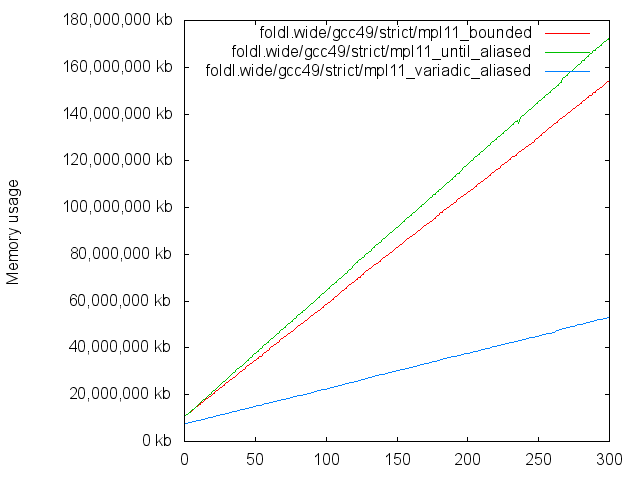 180,000,000 kb
160,000,000 kb
140,000,000 kb
120,000,000 kb
100,000,000 kb
80,000,000 kb
60,000,000 kb
40,000,000 kb
20,000,000 kb
0 kb
Memory usage
foldl.wide/gcc49/strict/mpl11_bounded
foldl.wide/gcc49/strict/mpl11_until_aliased
foldl.wide/gcc49/strict/mpl11_variadic_aliased
0 50 100 150 200 250 300